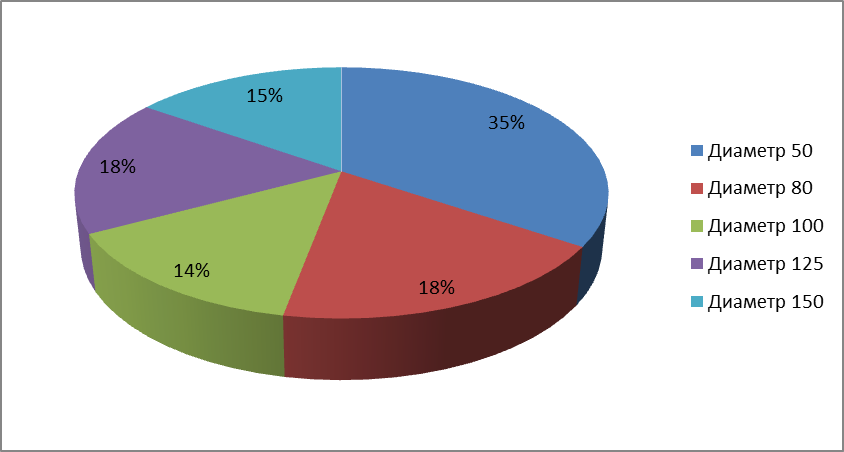 15%
35%
18%
14%
18%
Диаметр 50
Диаметр 80
Диаметр 100
Диаметр 125
Диаметр 150